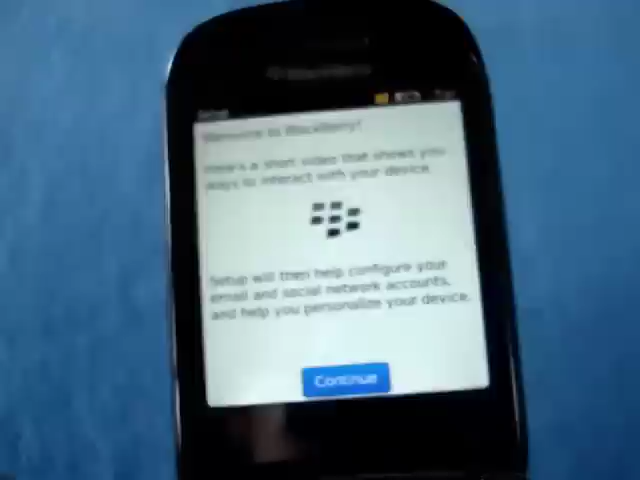 BlackBerry
Welcome to BlackBerry!
Here's a short video that shows you
ways to interact with your device.
Setup will then help configure your
email and social network accounts,
and help you personalize your device.
Continue